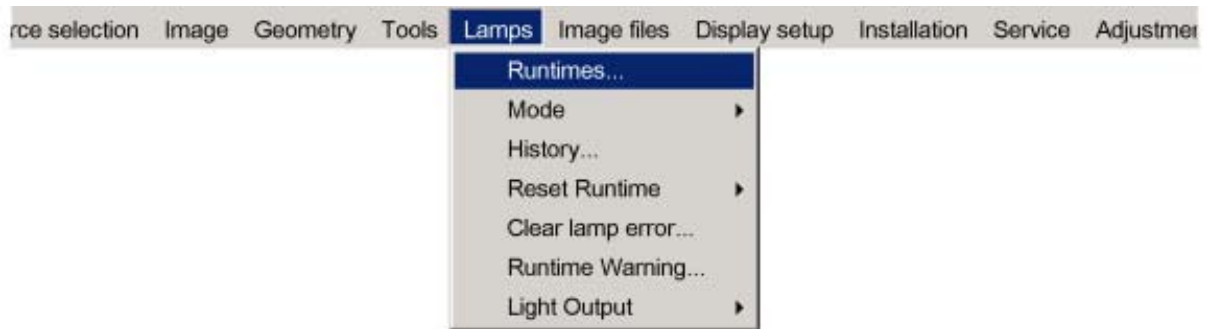 rce selection Image Geometry Tools Lamps Image files Display setup Installation Service Adjustmer
Runtimes...
Mode
History...
Reset Runtime
Clear lamp error...
Runtime Warning...
Light Output